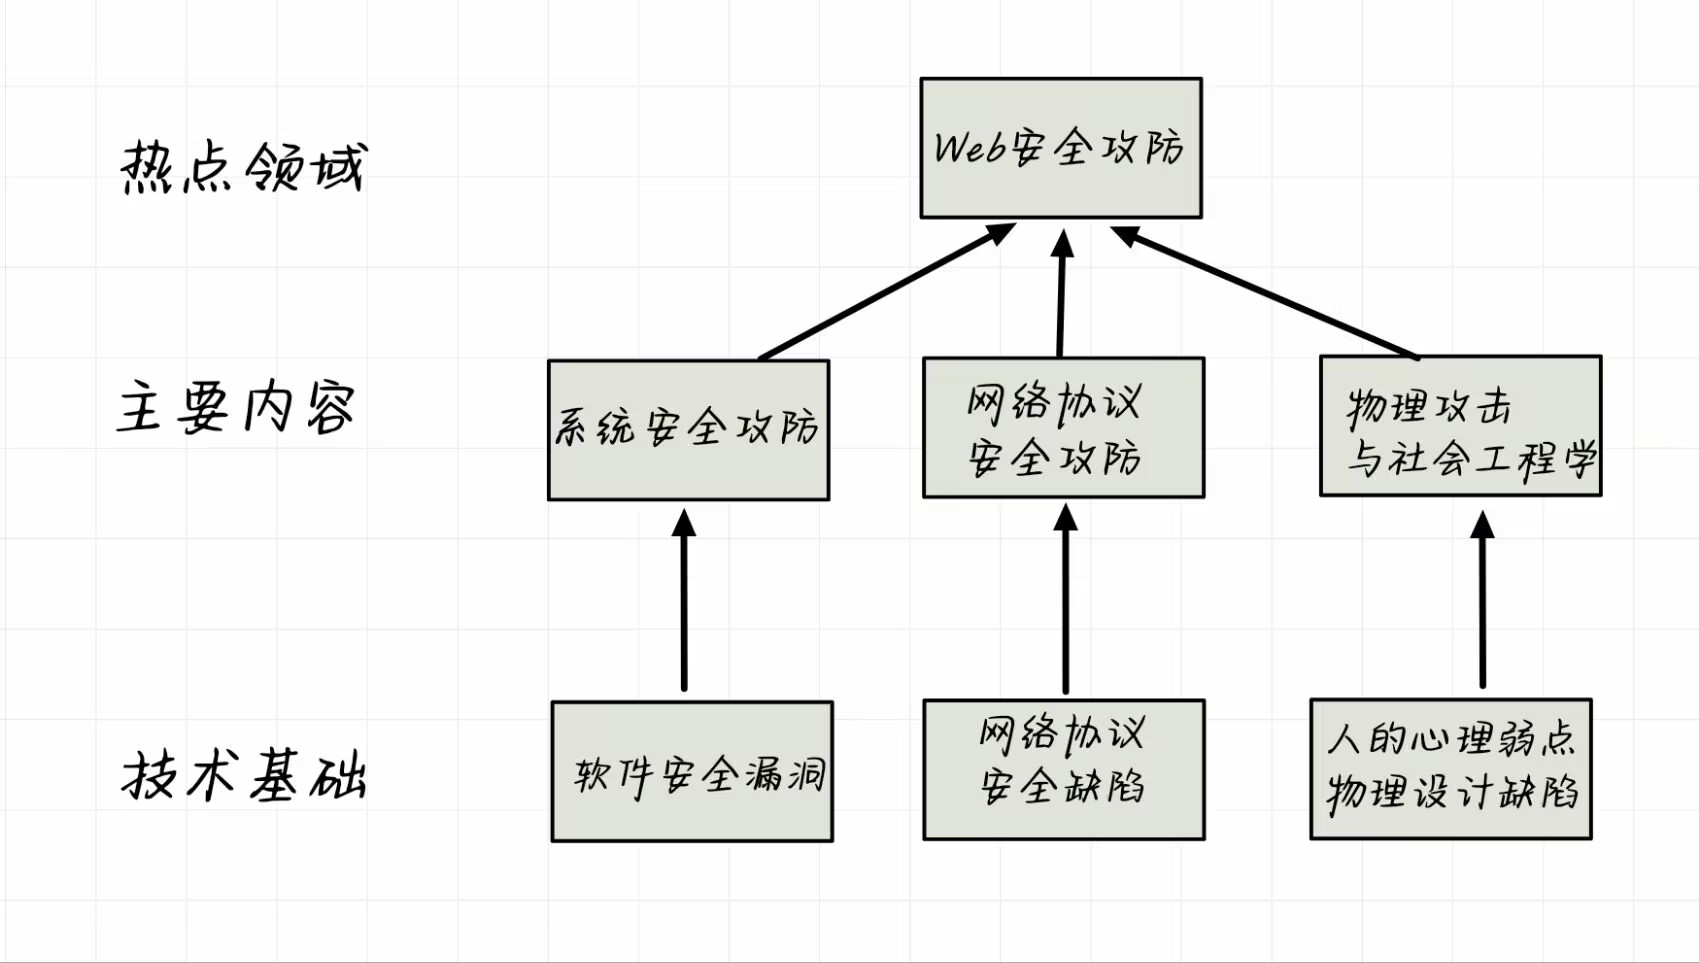 热点领域
Web安全攻防
主要内容
系统安全攻防
网络协议
安全攻防
物理攻击
与社会工程学
技术基础
软件安全漏洞
网络协议
安全缺陷
人的心理弱点
物理设计缺陷